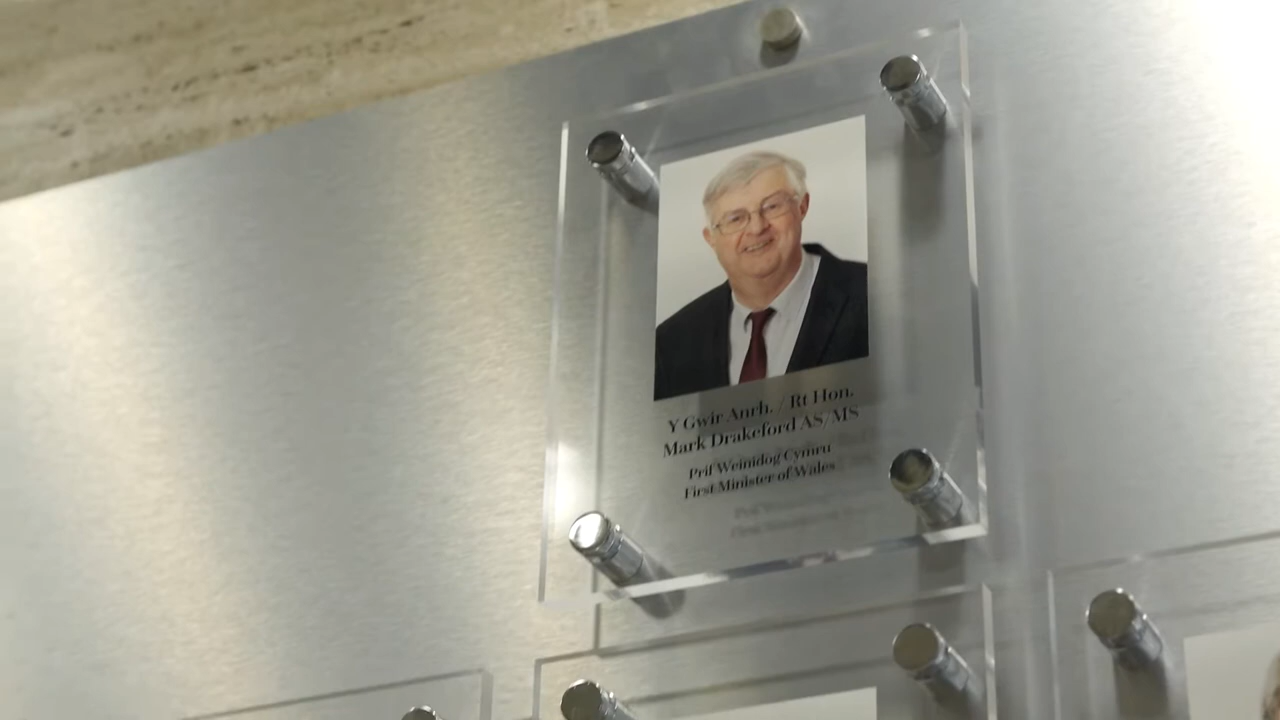 Y Gwir Anrh. / Rt Hon.
Mark Drakeford AS/MS
Prif Weinidog Cymru
First Minister of Wales